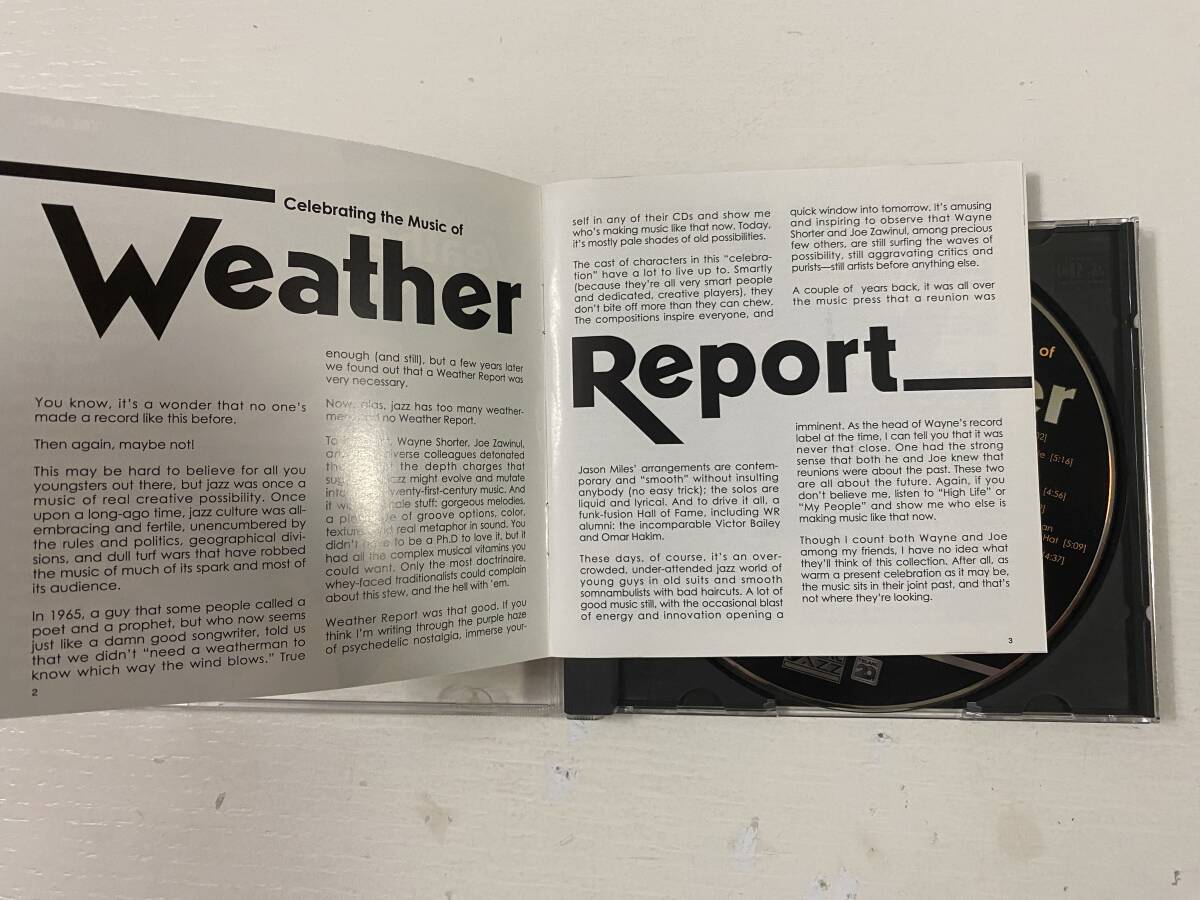 Celebrating the Music of
Weather
You know, it's a wonder that no one's
made a record like this before.
Then again, maybe not!
This may be hard to believe for all you
youngsters out there, but jazz was once a
music of real creative possibility. Once
upon a long-ago time, jazz culture was all-
embracing and fertile, unencumbered by
the rules and politics, geographical divi-
sions, and dull turf wars that have robbed
the music of much of its spark and most of
its audience.
In 1965, a guy that some people called a
poet and a prophet, but who now seems
just like a damn good songwriter, told us
that we didn't "need a weatherman to
know which way the wind blows." True
2
enough (and still), but a few years later
we found out that a Weather Report was
very necessary.
Now, alas, jazz has too many weather-
no Weather Report.
To Wayne Shorter, Joe Zawinul,
diverse colleagues detonated
the depth charges that
jazz might evolve and mutate
twenty-first-century music. And
it stuff: gorgeous melodies,
a of groove options, color,
real metaphor in sound. You
didn't to be a Ph.D to love it, but it
had all the complex musical vitamins you
could want. Only the most doctrinaire,
whey-faced traditionalists could complain
about this stew, and the hell with 'em.
Weather Report was that good. If you
think I'm writing through the purple haze
of psychedelic nostalgia, immerse your-
self in any of their CDs and show me
who's making music like that now. Today,
it's mostly pale shades of old possibilities.
The cast of characters in this "celebra-
tion" have a lot to live up to. Smartly
(because they're all very smart people
and dedicated, creative players), they
don't bite off more than they can chew.
The compositions inspire everyone, and
Report
Jason Miles' arrangements are contem-
porary and "smooth" without insulting
anybody (no easy trick); the solos are
liquid and lyrical. And to drive it all, a
funk-fusion Hall of Fame, including WR
alumni: the incomparable Victor Bailey
and Omar Hakim.
These days, of course, it's an over-
crowded, under-attended jazz world of
young guys in old suits and smooth
somnambulists with bad haircuts. A lot of
good music still, with the occasional blast
of energy and innovation opening a
quick window into tomorrow. It's amusing
and inspiring to observe that Wayne
Shorter and Joe Zawinul, among precious
few others, are still surfing the waves of
possibility, still aggravating critics and
purists—still artists before anything else.
A couple of years back, it was all over
the music press that a reunion was
imminent. As the head of Wayne's record
label at the time, I can tell you that it was
never that close. One had the strong
sense that both he and Joe knew that
reunions were about the past. These two
are all about the future. Again, if you
don't believe me, listen to "High Life" or
"My People" and show me who else is
making music like that now.
Though I count both Wayne and Joe
among my friends, I have no idea what
they'll think of this collection. After all, as
warm a present celebration as it may be,
the music sits in their joint past, and that's
not where they're looking.
3
of
er
[5:16]
[4:56]
Hat [5:09]
[4:37]